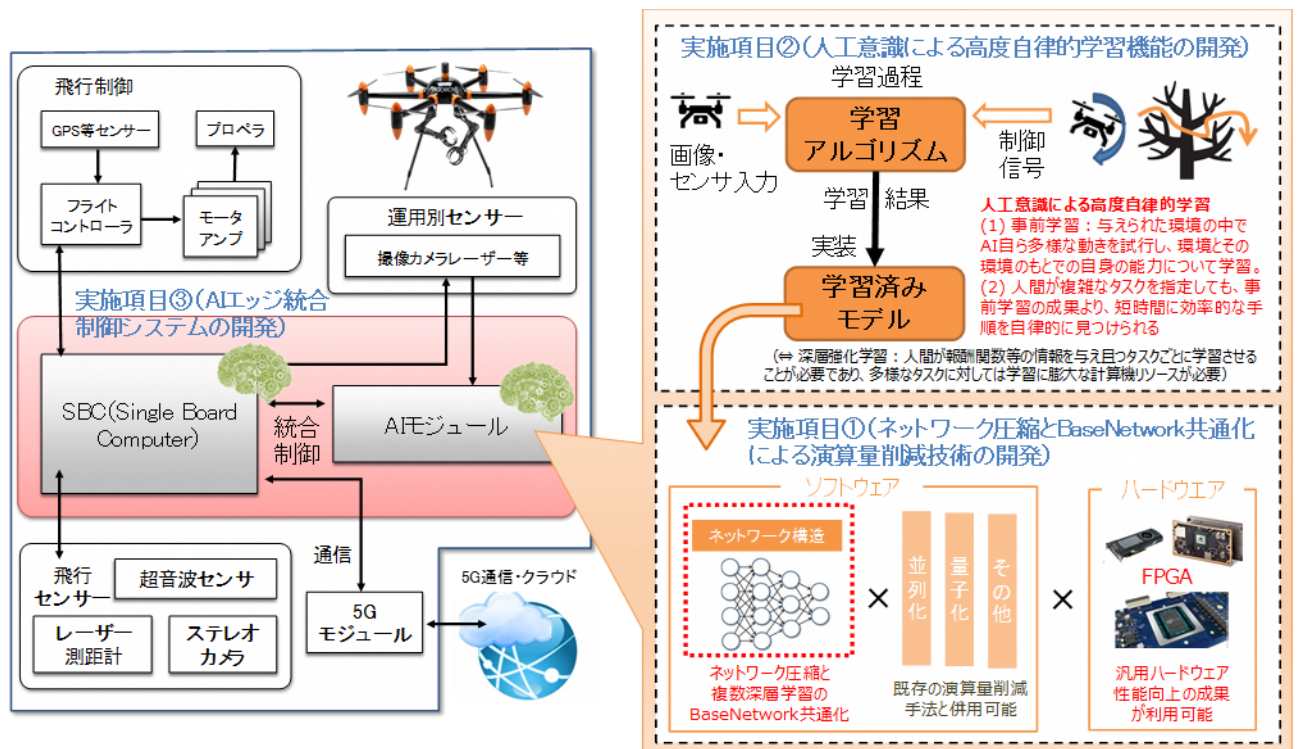 飛行制御
GPS等センサー
プロペラ
フライト
コントローラ
モータ
アンプ
運用別センサー
撮像カメラレーザー等
実施項目③(AIエッジ統合
制御システムの開発)
SBC(Single Board
Computer)
統合
制御
AIモジュール
飛行
センサー
超音波センサ
レーザー
測距計
ステレオ
カメラ
通信
5G
モジュール
5G通信・クラウド
実施項目②(人工意識による高度自律的学習機能の開発)
学習過程
画像・
センサ入力
学習
アルゴリズム
制御
信号
学習 結果
実装
学習済み
モデル
人工意識による高度自律的学習
(1) 事前学習:与えられた環境の中で
AI自ら多様な動きを試行し、環境とその
環境のもとでの自身の能力について学習。
(2) 人間が複雑なタスクを指定しても、事
前学習の成果より、短時間に効率的な手
順を自律的に見つけられる
(⇔ 深層強化学習:人間が報酬関数等の情報を与え且つタスクごとに学習させる
ことが必要であり、多様なタスクに対しては学習に膨大な計算機リソースが必要)
実施項目①(ネットワーク圧縮とBaseNetwork共通化
による演算量削減技術の開発)
ソフトウェア
ネットワーク構造
ネットワーク圧縮と
複数深層学習の
BaseNetwork共通化
×
並列化
量子化
その他
既存の演算量削減
手法と併用可能
×
ハードウエア
FPGA
汎用ハードウェア
性能向上の成果
が利用可能